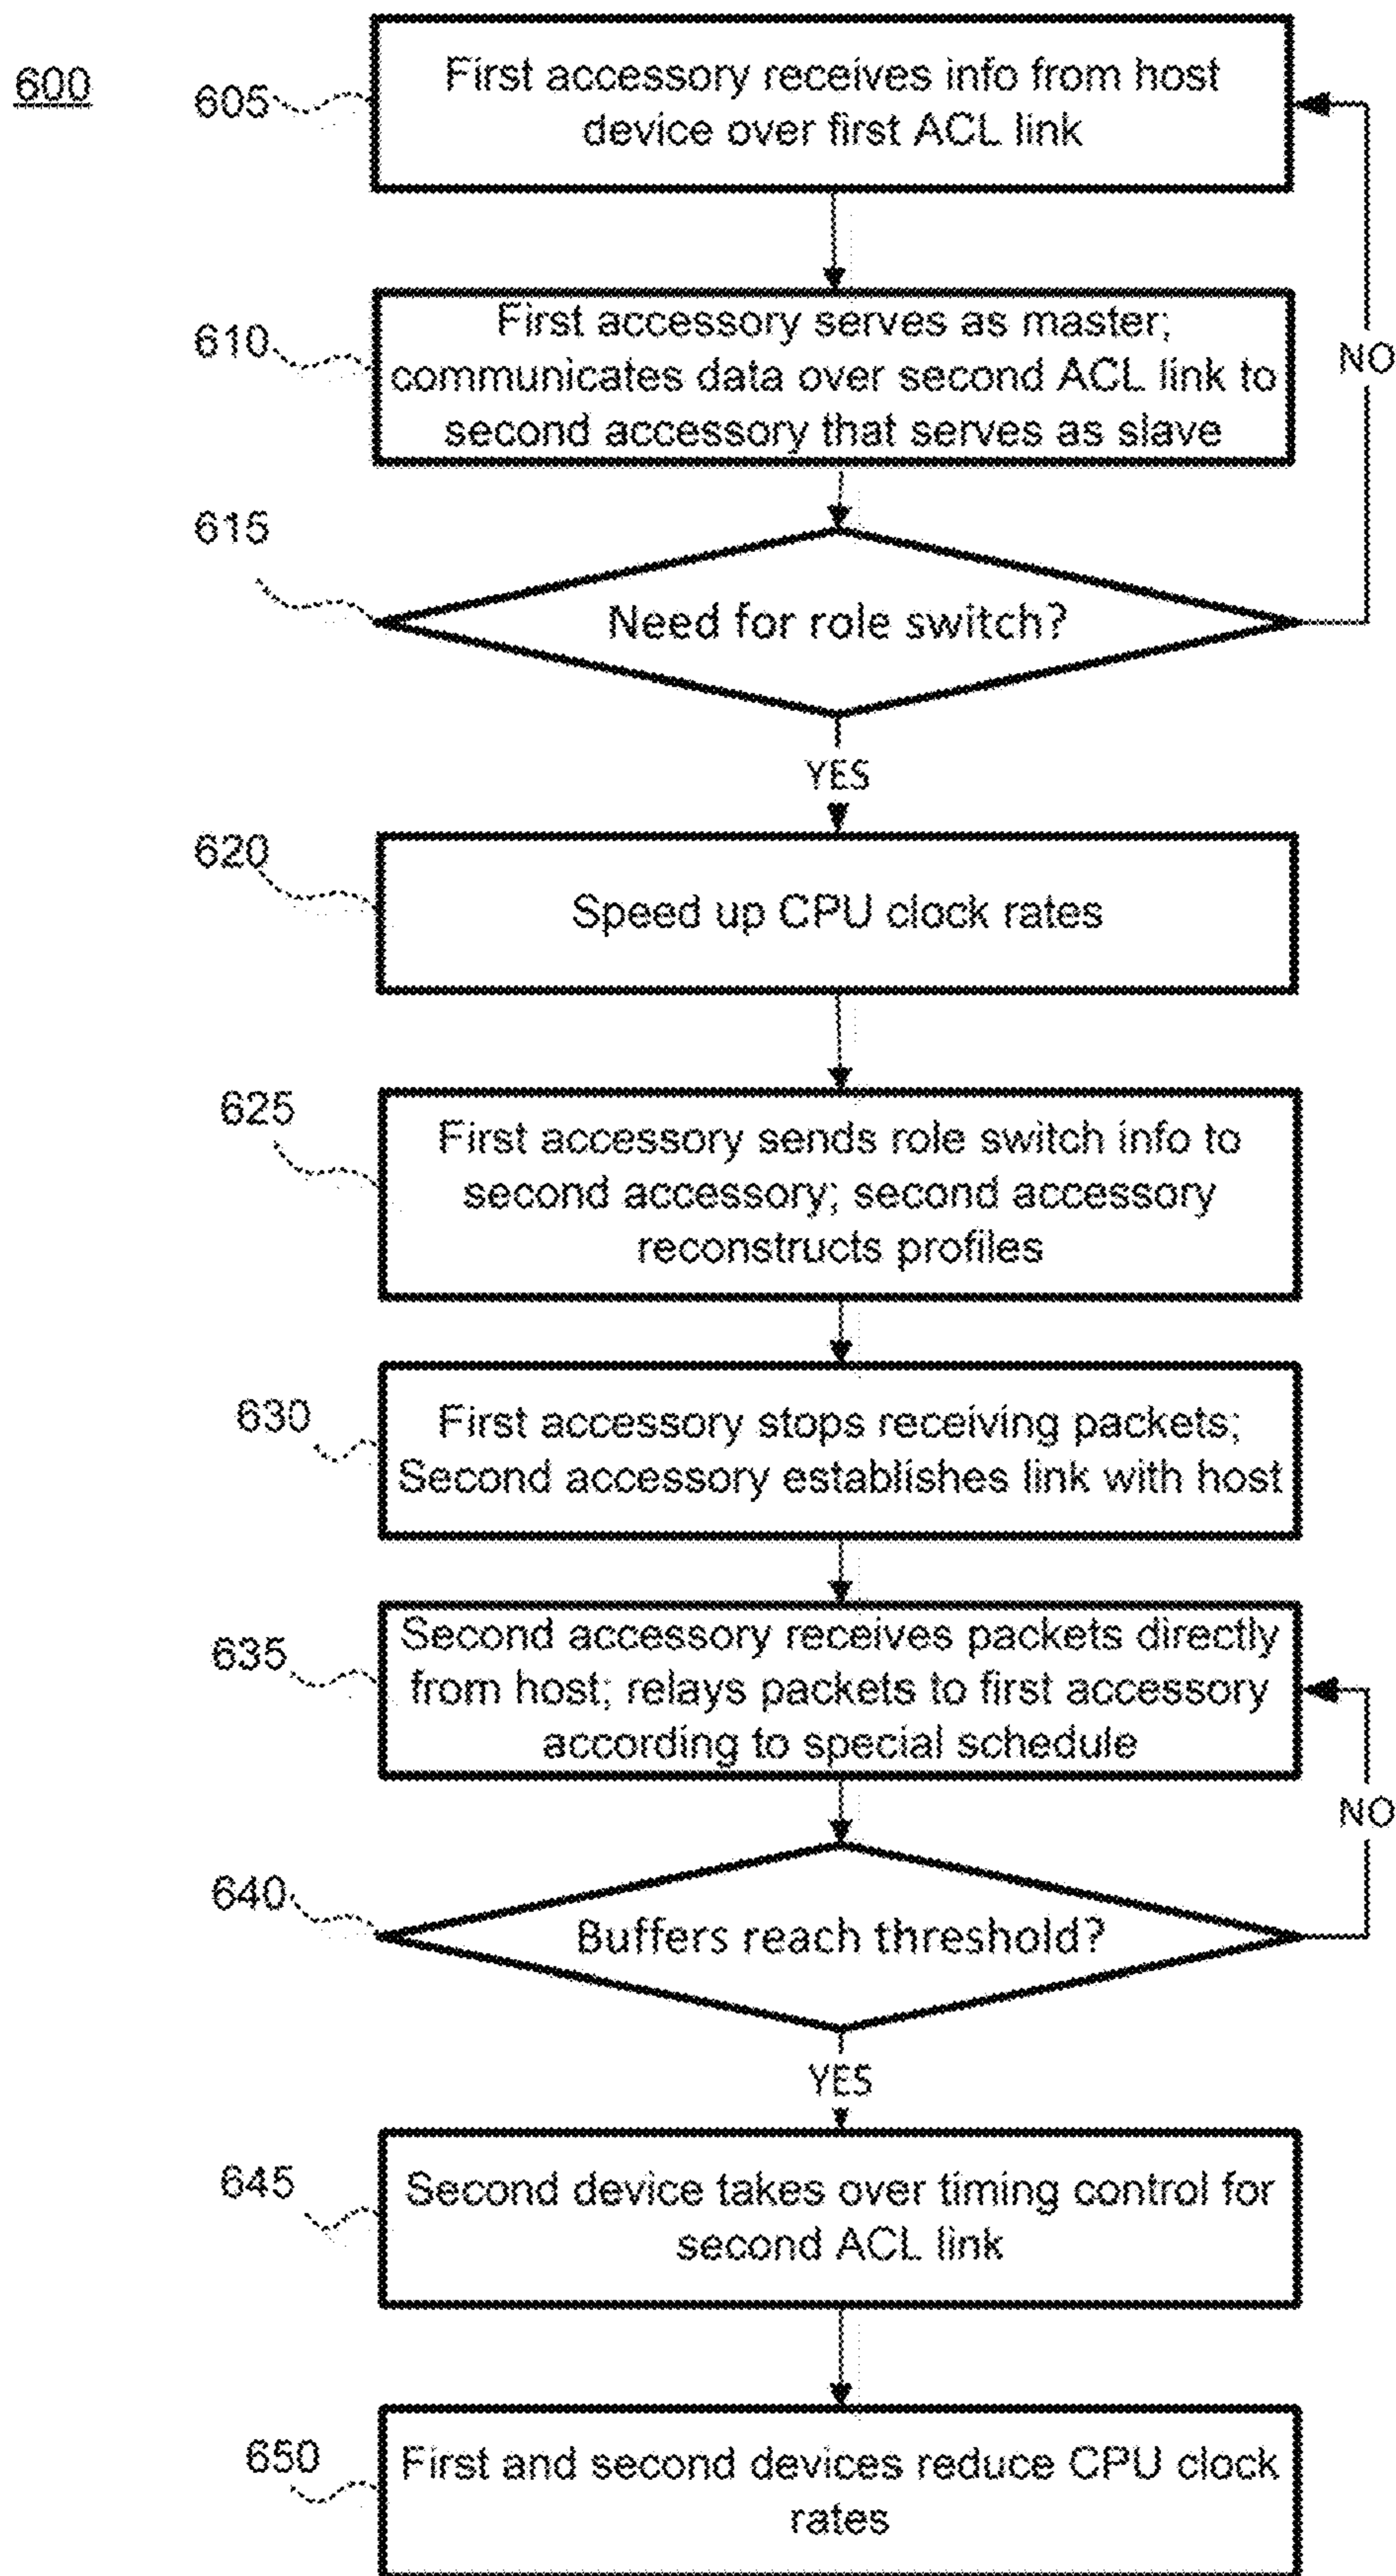 600
605
First accessory receives info from host
device over first ACL link
610
First accessory serves as master;
communicates data over second ACL link to
second accessory that serves as slave
NO
615
Need for role switch?
YES
620
Speed up CPU clock rates
625
First accessory sends role switch info to
second accessory; second accessory
reconstructs profiles
630
First accessory stops receiving packets;
Second accessory establishes link with host
635
Second accessory receives packets directly
from host; relays packets to first accessory
according to special schedule
NO
640
Buffers reach threshold?
YES
645
Second device takes over timing control for
second ACL link
650
First and second devices reduce CPU clock
rates